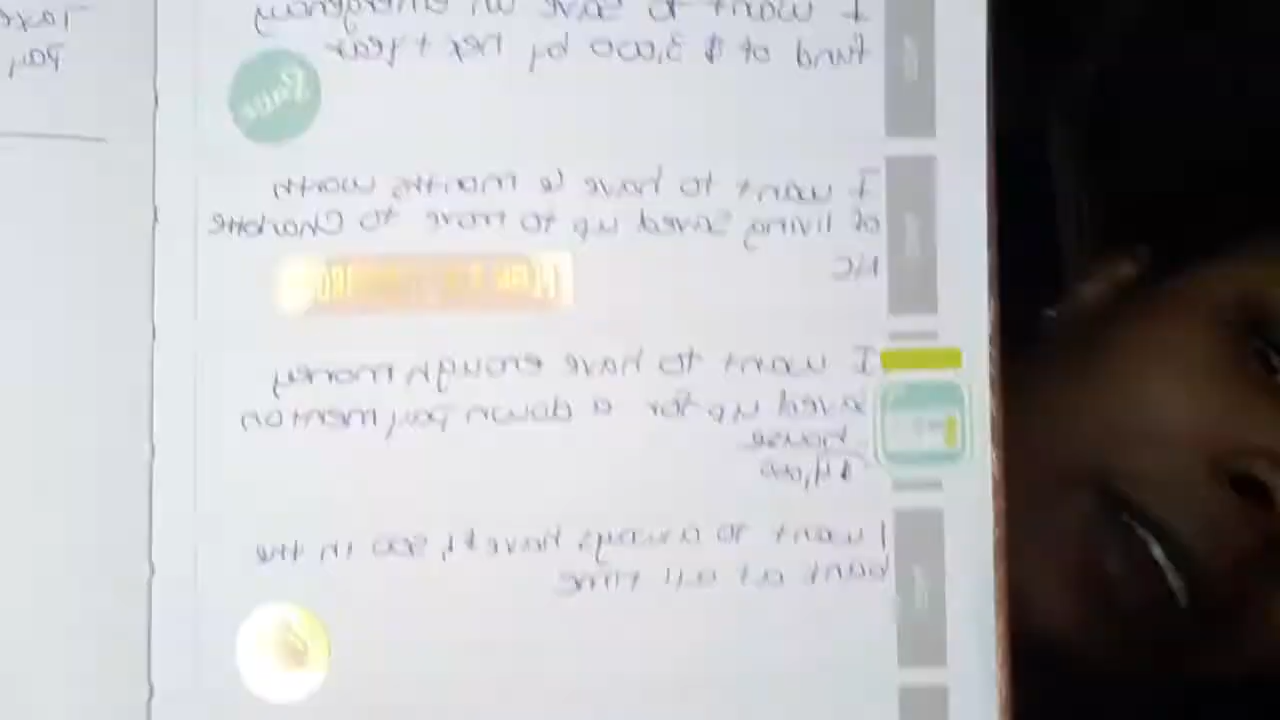 I want to save an emergency
fund of $3,000 by next year
Save
I want to have 6 months worth
of living saved up to move to Charlotte
N/C
I want to have enough money
saved up for a down payment on
house
I want to always have $1,500 in the
bank at all time
pay